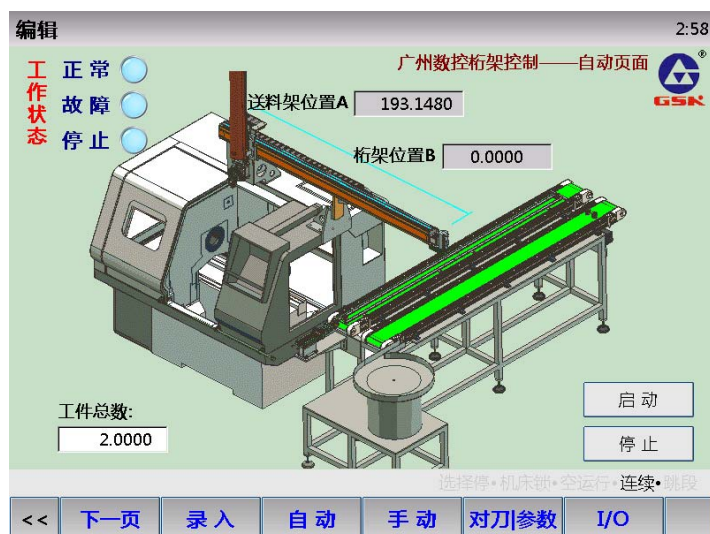 编辑 2:58
工作状态
正常
故障
停止
广州数控桁架控制——自动页面
GSK
®
送料架位置A 193.1480
桁架位置B 0.0000
工件总数:
2.0000
启动
停止
选择停•机床锁•空运行•连续•跳段
<< 下一页 录入 自动 手动 对刀|参数 I/O